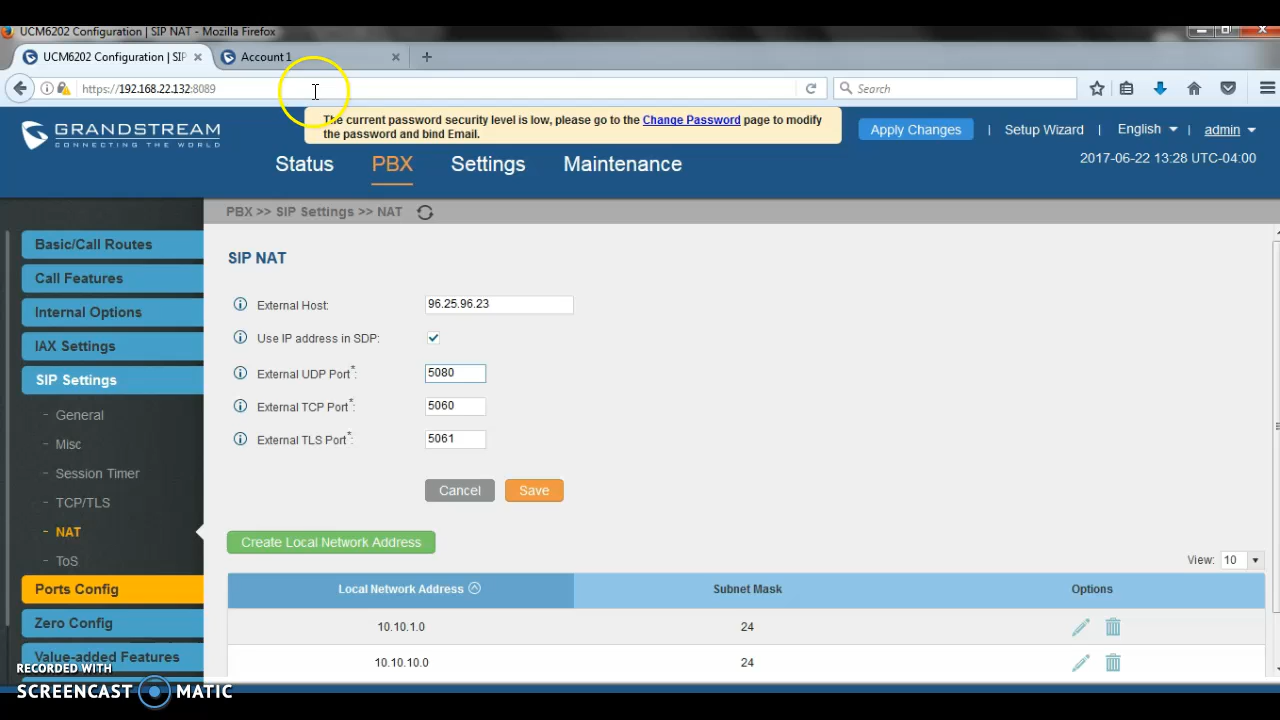 UCM6202 Configuration | SIP NAT - Mozilla Firefox
UCM6202 Configuration | SIP
Account 1
https://192.168.22.132:8089
Search
GRANDSTREAM
CONNECTING THE WORLD
The current password security level is low, please go to the Change Password page to modify
the password and bind Email.
Apply Changes
Setup Wizard
English
admin
2017-06-22 13:28 UTC-04:00
Status
PBX
Settings
Maintenance
PBX >> SIP Settings >> NAT
Basic/Call Routes
Call Features
Internal Options
IAX Settings
SIP Settings
- General
- Misc
- Session Timer
- TCP/TLS
- NAT
- ToS
Ports Config
Zero Config
Value-added Features
SIP NAT
External Host: 96.25.96.23
Use IP address in SDP:
External UDP Port*: 5080
External TCP Port*: 5060
External TLS Port*: 5061
Cancel
Save
Create Local Network Address
View: 10
Local Network Address
Subnet Mask
Options
10.10.1.0
24
10.10.10.0
24
RECORDED WITH
SCREENCAST MATIC